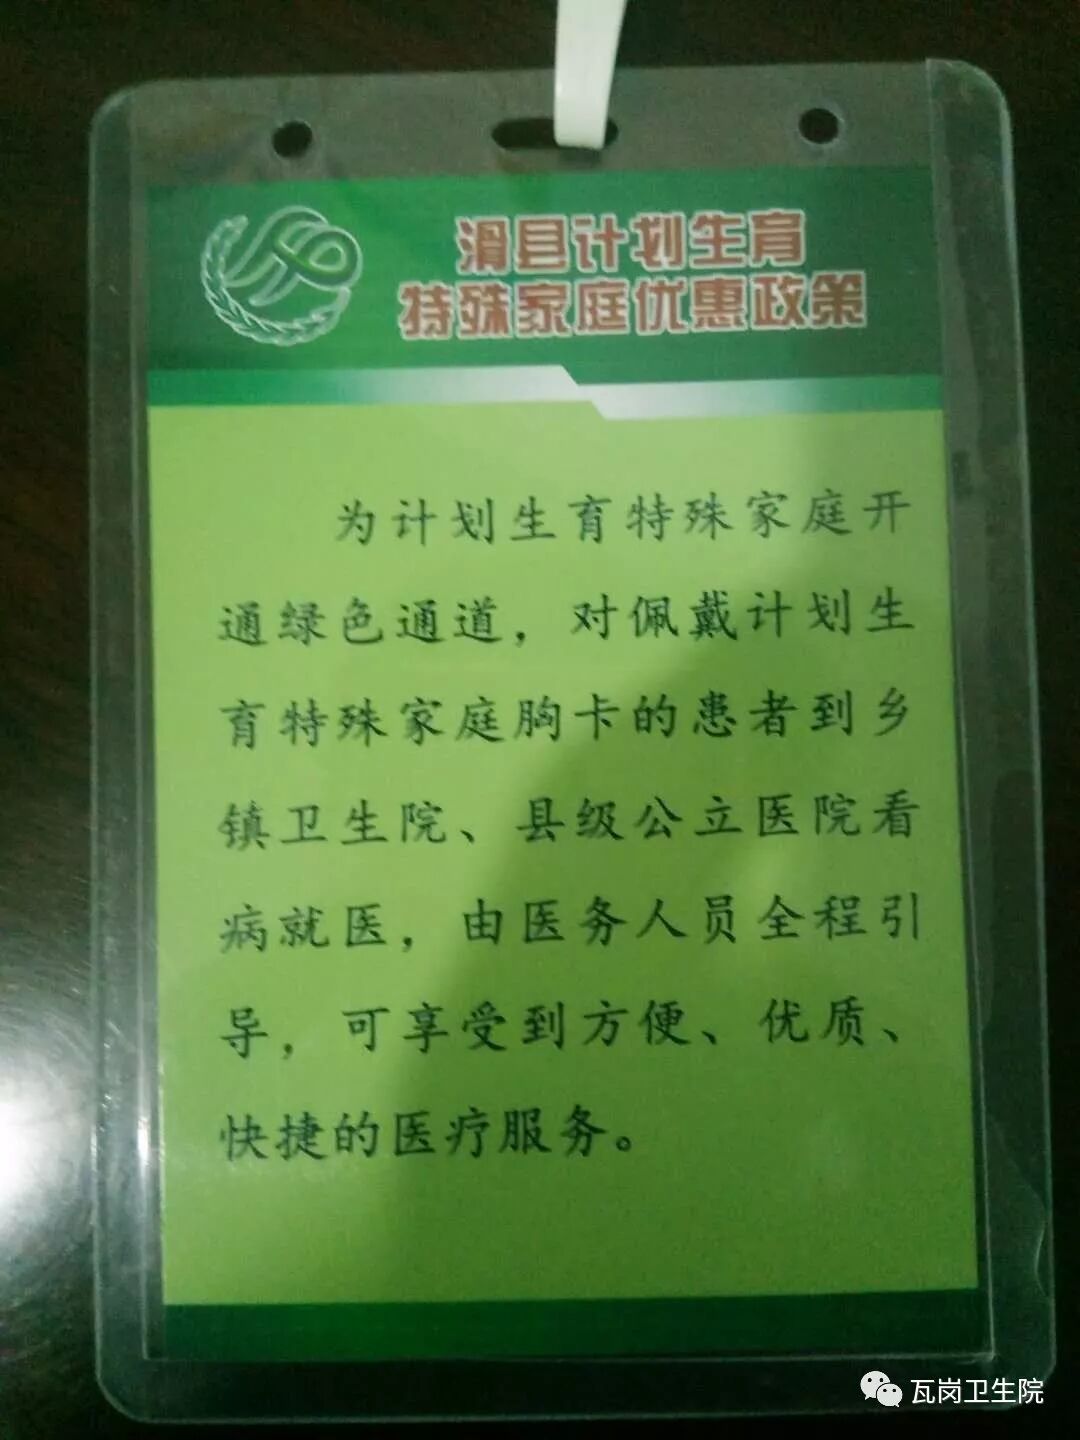 滑县计划生育
特殊家庭优惠政策
为计划生育特殊家庭开
通绿色通道，对佩戴计划生
育特殊家庭胸卡的患者到乡
镇卫生院、县级公立医院看
病就医，由医务人员全程引
导，可享受到方便、优质、
快捷的医疗服务。
瓦岗卫生院